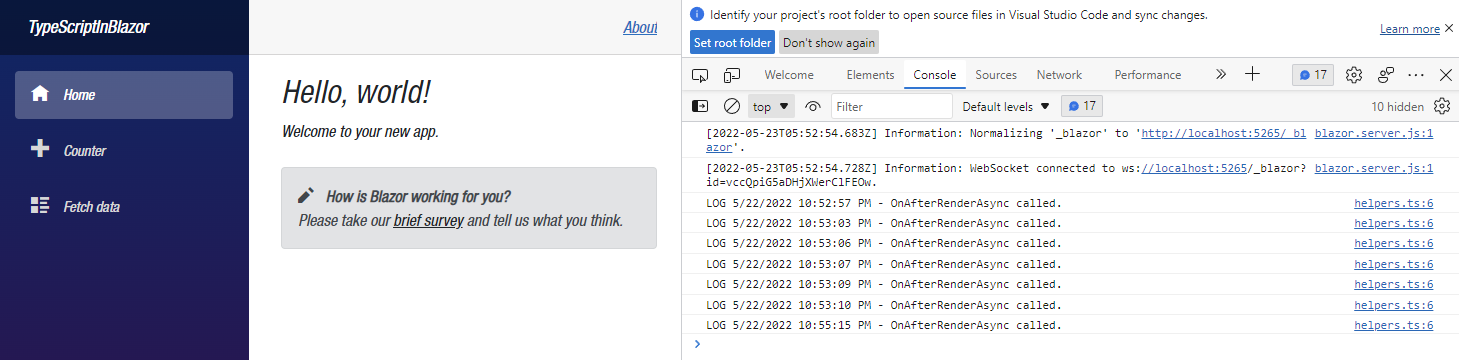 TypeScriptInBlazor
About
Home
Counter
Fetch data
Hello, world!
Welcome to your new app.
How is Blazor working for you?
Please take our brief survey and tell us what you think.
Identify your project's root folder to open source files in Visual Studio Code and sync changes.
Learn more
Set root folder Don't show again
Welcome Elements Console Sources Network Performance 17
top Filter Default levels 17 10 hidden
[2022-05-23T05:52:54.683Z] Information: Normalizing '_blazor' to 'http://localhost:5265/_bl blazor.server.js:1
azor'.
[2022-05-23T05:52:54.728Z] Information: WebSocket connected to ws://localhost:5265/_blazor? blazor.server.js:1
id=vccQpiG5aDHjXWerClFEOw.
LOG 5/22/2022 10:52:57 PM - OnAfterRenderAsync called. helpers.ts:6
LOG 5/22/2022 10:53:03 PM - OnAfterRenderAsync called. helpers.ts:6
LOG 5/22/2022 10:53:06 PM - OnAfterRenderAsync called. helpers.ts:6
LOG 5/22/2022 10:53:07 PM - OnAfterRenderAsync called. helpers.ts:6
LOG 5/22/2022 10:53:09 PM - OnAfterRenderAsync called. helpers.ts:6
LOG 5/22/2022 10:53:10 PM - OnAfterRenderAsync called. helpers.ts:6
LOG 5/22/2022 10:55:15 PM - OnAfterRenderAsync called. helpers.ts:6